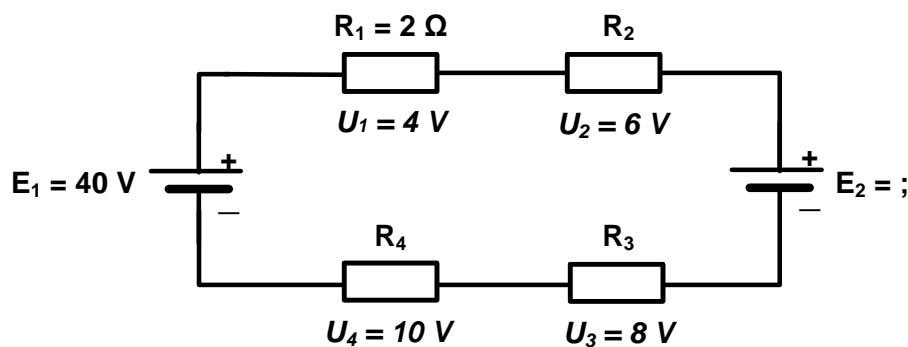 R₁ = 2 Ω
R₂
U₁ = 4 V
U₂ = 6 V
+
+
E₁ = 40 V
E₂ = ;
_
_
R₄
R₃
U₄ = 10 V
U₃ = 8 V